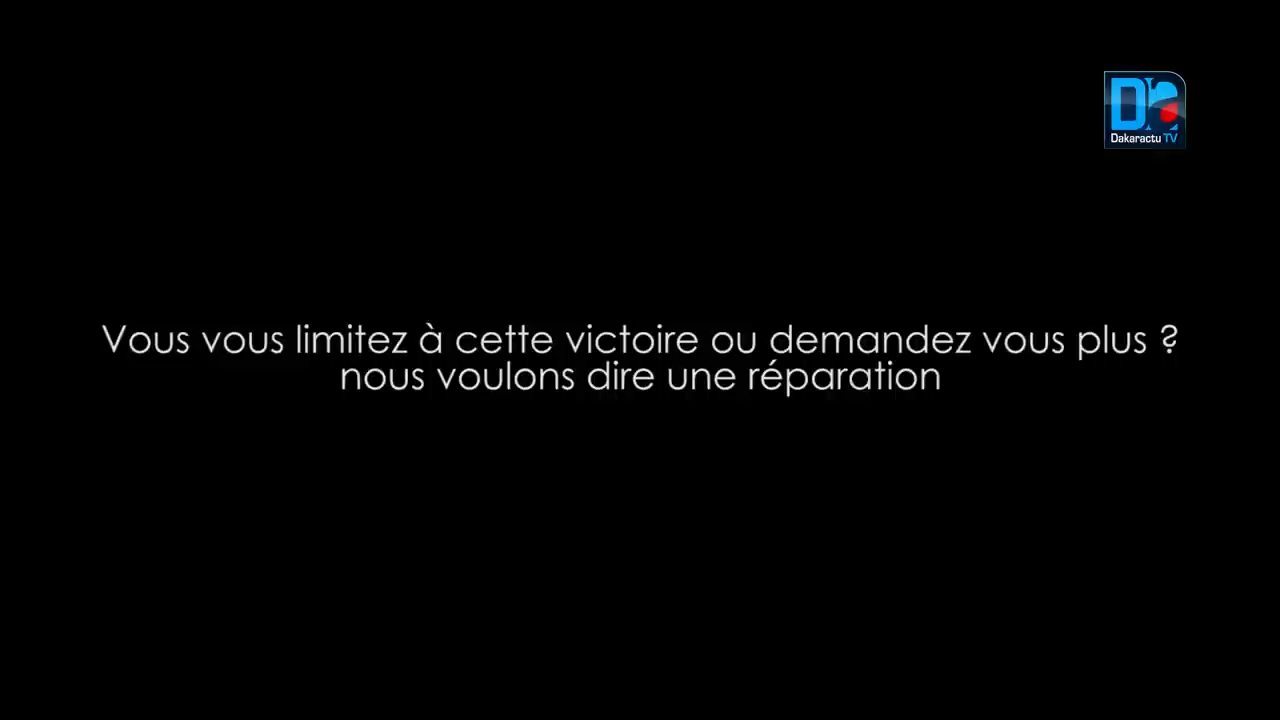 Dakaractu TV
Vous vous limitez à cette victoire ou demandez vous plus ?
nous voulons dire une réparation